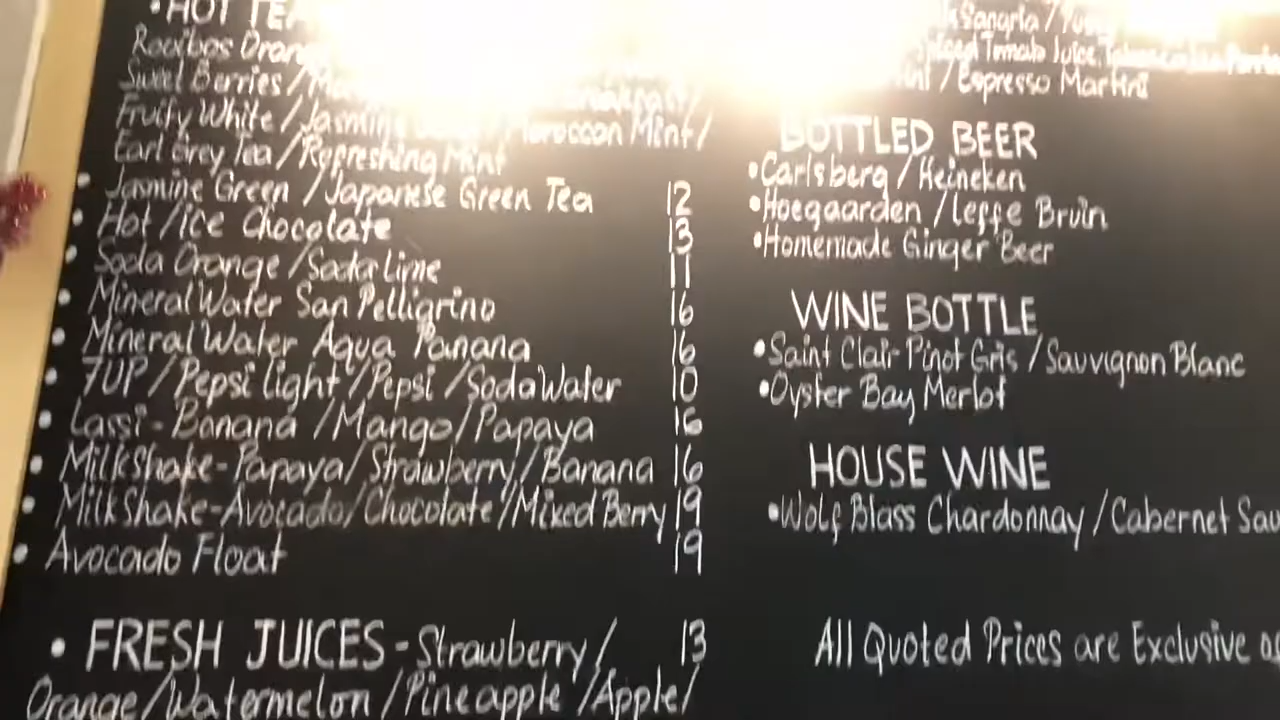 • HOT TEA
Rooibos Orange
Sweet Berries /
Fruity White / Jasmine Moroccan Mint /
Earl Grey Tea / Refreshing Mint
• Jasmine Green / Japanese Green Tea 12
• Hot / Ice Chocolate 13
• Soda Orange / Soda Lime 11
• Mineral Water San Pelligrino 16
• Mineral Water Aqua Panana 16
• 7UP / Pepsi light / Pepsi / Soda Water 10
• Lassi - Banana / Mango / Papaya 16
• MilkShake - Papaya / Strawberry / Banana 16
• MilkShake - Avocado / Chocolate / Mixed Berry 19
• Avocado Float 19
• FRESH JUICES - Strawberry / 13
Orange / Watermelon / Pineapple / Apple /
Sangria /
Tomato Juice,
/ Espresso Martini
BOTTLED BEER
• Carlsberg / Heineken
• Hoegaarden / Leffe Bruin
• Homemade Ginger Beer
WINE BOTTLE
• Saint Clair Pinot Gris / Sauvignon Blanc
• Oyster Bay Merlot
HOUSE WINE
• Wolf Blass Chardonnay / Cabernet Sau
All Quoted Prices are Exclusive of